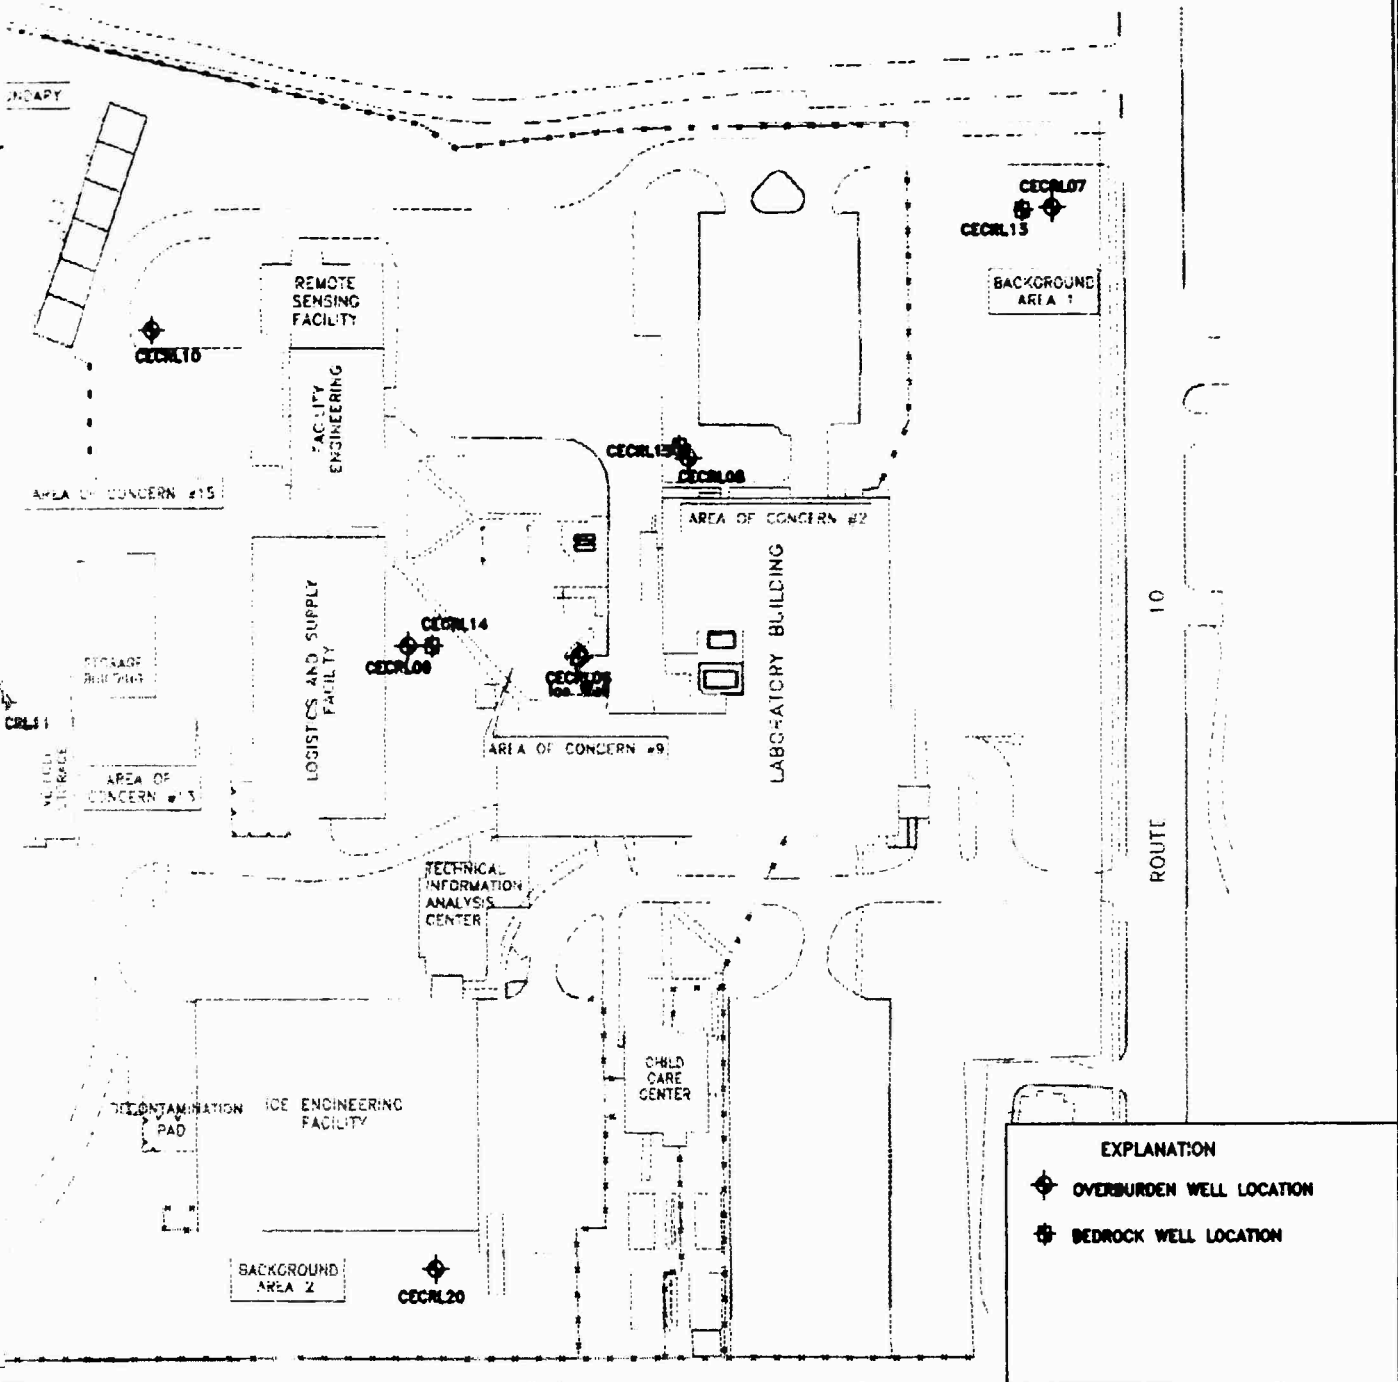 CECRL07
CECRL13
BACKGROUND
AREA 1
REMOTE
SENSING
FACILITY
CECRL10
FACILITY
ENGINEERING
CECRL15
CECRL08
AREA OF CONCERN #15
AREA OF CONCERN #2
LABORATORY BUILDING
LOGISTICS AND SUPPLY
FACILTY
CECRL14
CECRL09
STORAGE
BUILDING
CRL11
AREA OF CONCERN #9
AREA OF
CONCERN #13
STORAGE
ROUTE 10
TECHNICAL
INFORMATION
ANALYSIS
CENTER
CHILD
CARE
CENTER
DECONTAMINATION
PAD
ICE ENGINEERING
FACILITY
BACKGROUND
AREA 2
CECRL20
EXPLANATION
OVERBURDEN WELL LOCATION
BEDROCK WELL LOCATION